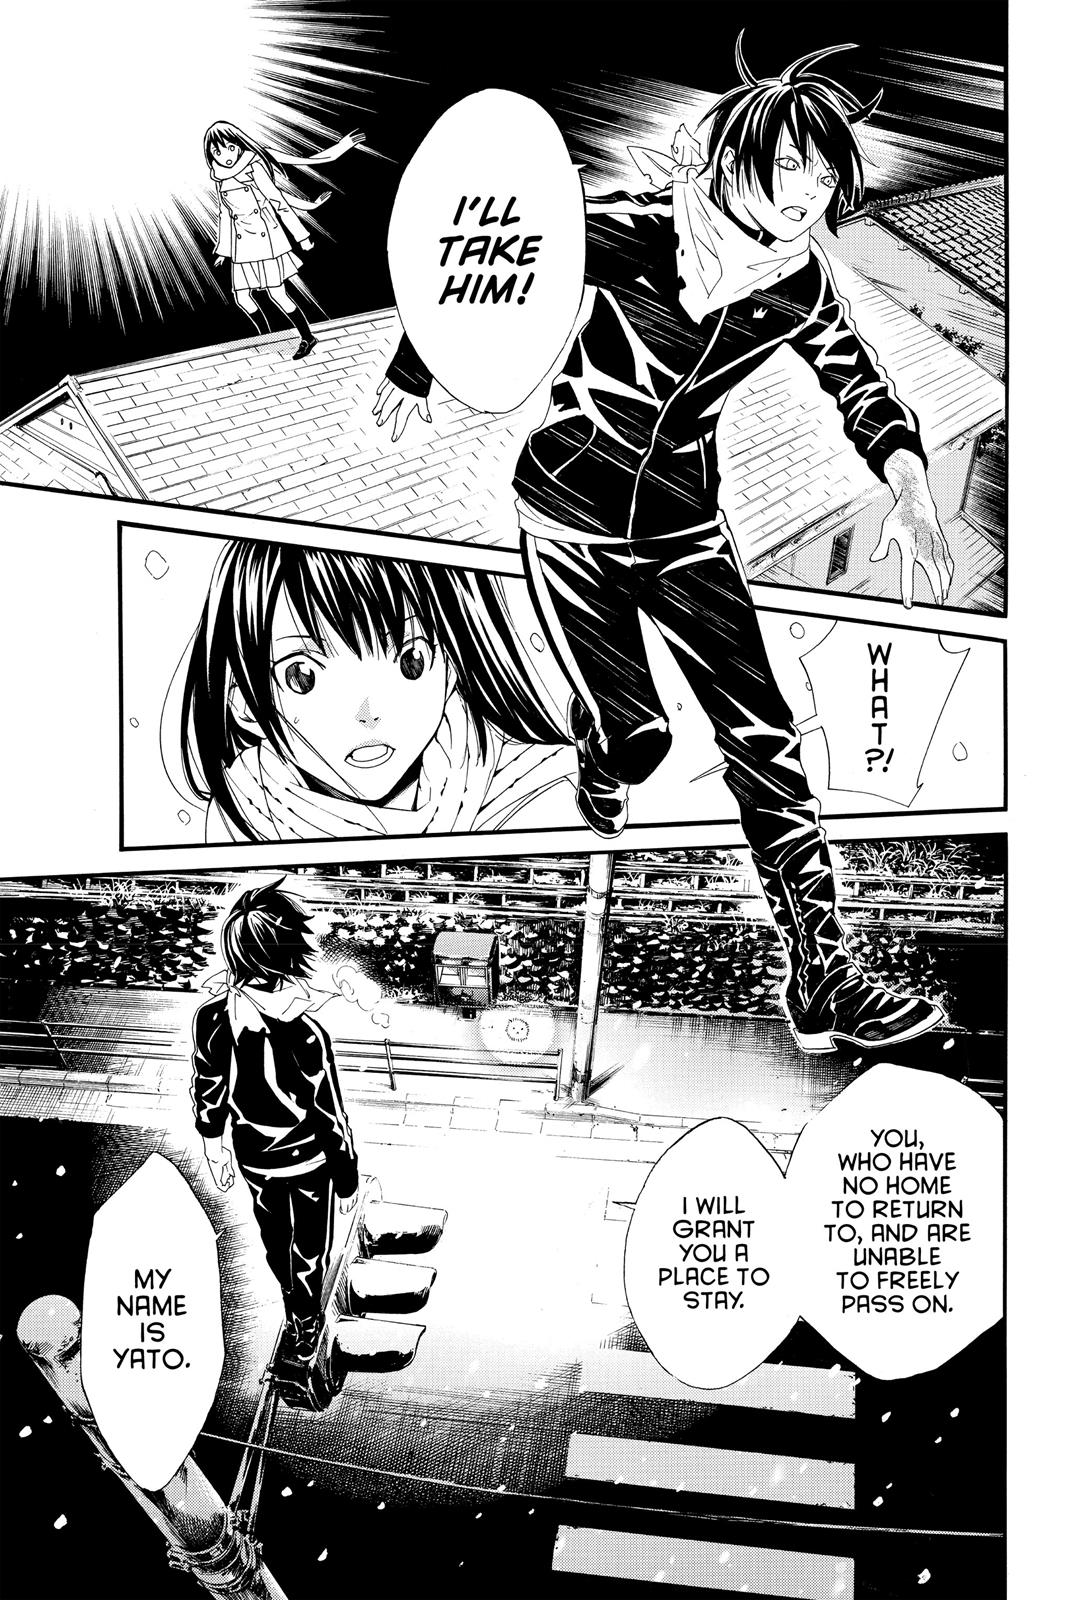 I'LL
TAKE
HIM!
WHAT
?!
YOU,
WHO HAVE
NO HOME
TO RETURN
TO, AND ARE
UNABLE
TO FREELY
PASS ON.
I WILL
GRANT
YOU A
PLACE TO
STAY.
MY
NAME
IS
YATO.